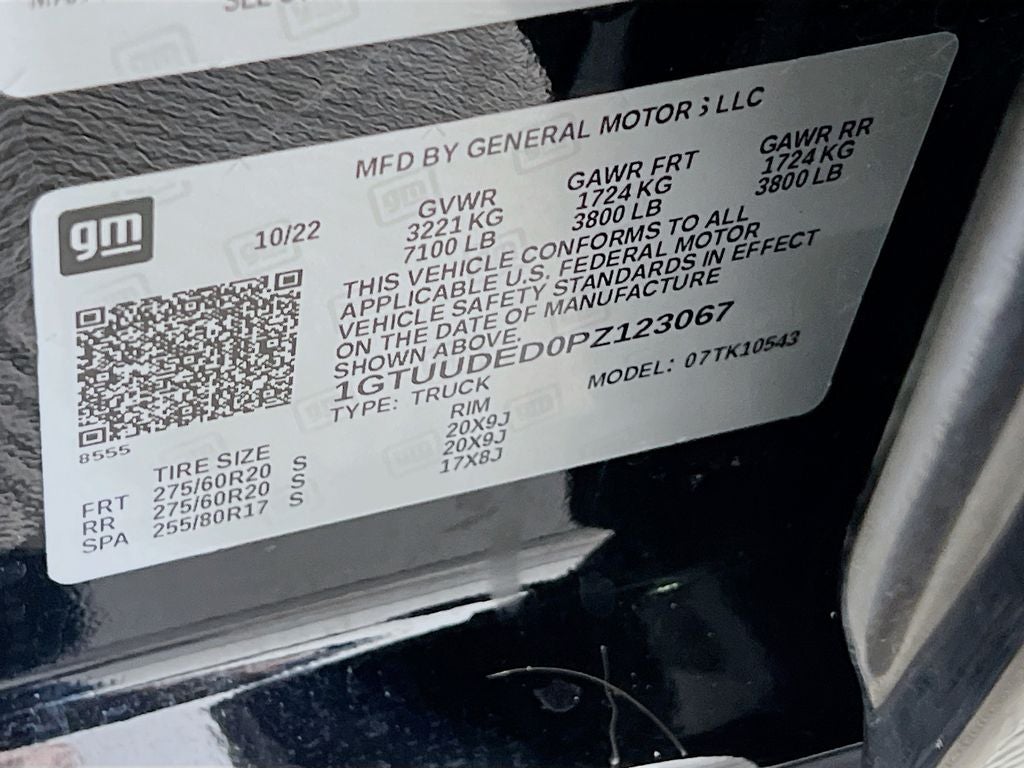 MFD BY GENERAL MOTORS LLC
gm
10/22
GVWR GAWR FRT GAWR RR
3221 KG 1724 KG 1724 KG
7100 LB 3800 LB 3800 LB
THIS VEHICLE CONFORMS TO ALL
APPLICABLE U.S. FEDERAL MOTOR
VEHICLE SAFETY STANDARDS IN EFFECT
ON THE DATE OF MANUFACTURE
SHOWN ABOVE.
1GTUUDED0PZ123067
TYPE: TRUCK MODEL: 07TK10543
8555
TIRE SIZE RIM
FRT 275/60R20 S 20X9J
RR 275/60R20 S 20X9J
SPA 255/80R17 S 17X8J